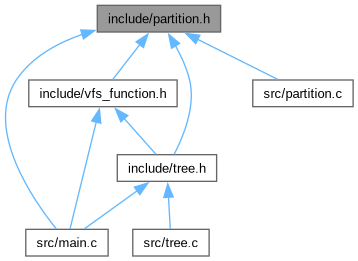 include/partition.h
include/vfs_function.h
src/partition.c
include/tree.h
src/main.c
src/tree.c